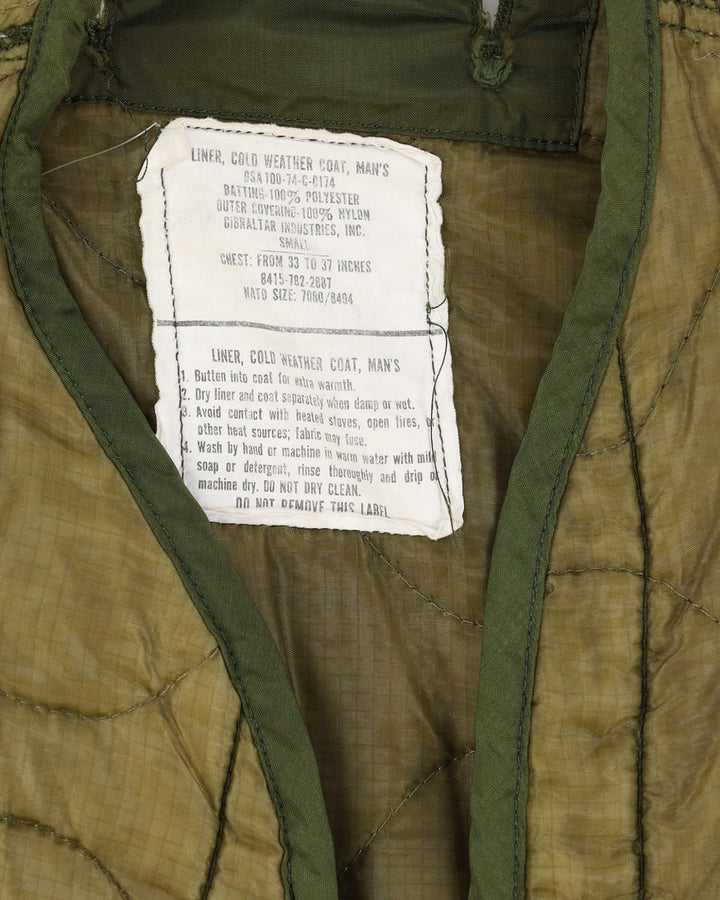 LINER, COLD WEATHER COAT, MAN'S
DSA100-74-C-0174
BATTING-100% POLYESTER
OUTER COVERING-100% NYLON
GIBRALTAR INDUSTRIES, INC.
SMALL
CHEST: FROM 33 TO 37 INCHES
8415-782-2887
NATO SIZE: 7080/8494
LINER, COLD WEATHER COAT, MAN'S
1. Button into coat for extra warmth.
2. Dry liner and coat separately when damp or wet.
3. Avoid contact with heated stoves, open fires, or
other heat sources; fabric may fuse.
4. Wash by hand or machine in warm water with mild
soap or detergent, rinse thoroughly and drip or
machine dry. DO NOT DRY CLEAN.
DO NOT REMOVE THIS LABEL